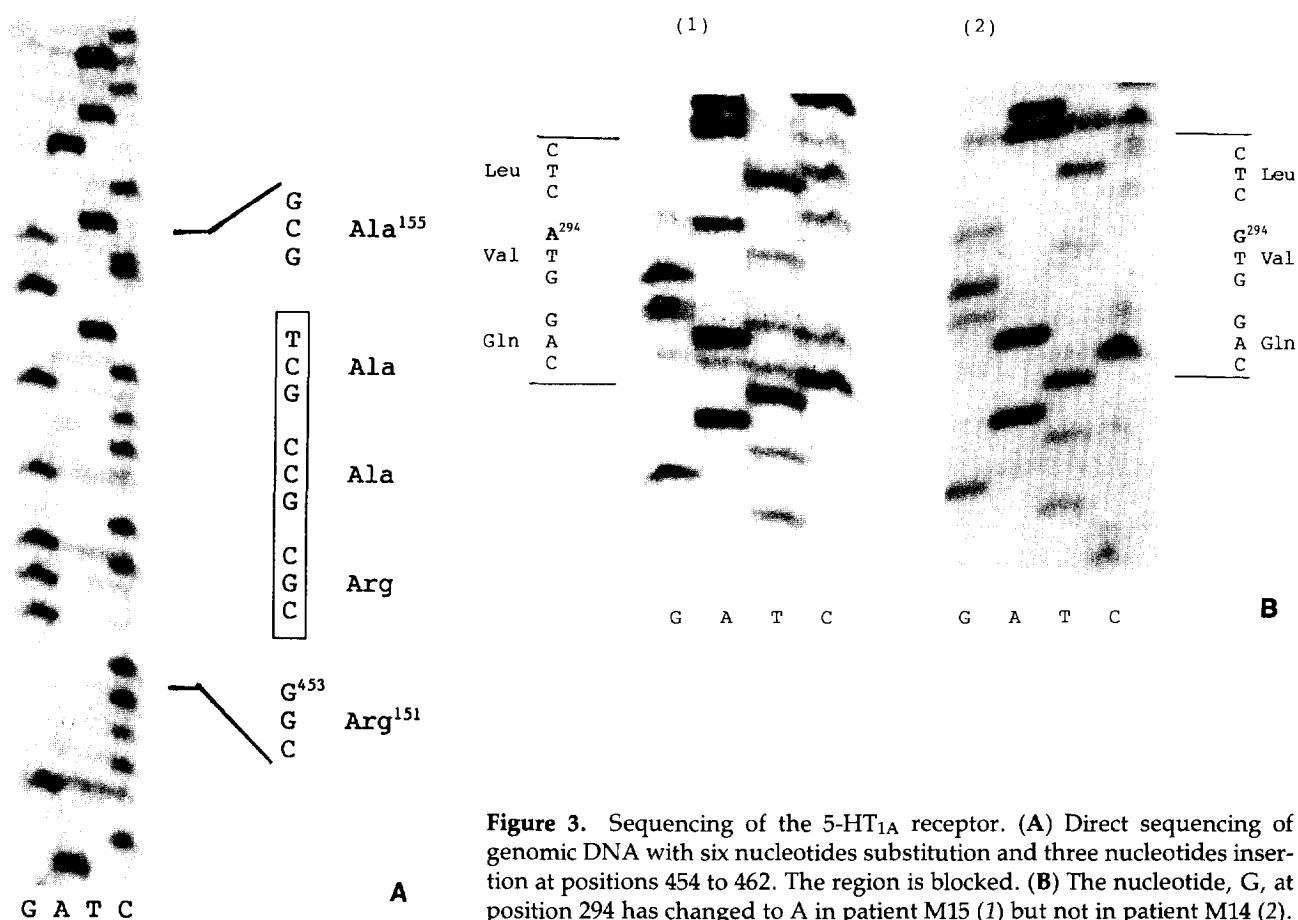 G
C Ala155
G
T
C Ala
G
C
C Ala
G
C
G Arg
C
G453
G Arg151
C
G A T C
A
(1)
C
Leu T
C
A294
Val T
G
G
Gln A
C
G A T C
(2)
C
T Leu
C
G294
T Val
G
G
A Gln
C
G A T C
B
Figure 3. Sequencing of the 5-HT1A receptor. (A) Direct sequencing of
genomic DNA with six nucleotides substitution and three nucleotides inser-
tion at positions 454 to 462. The region is blocked. (B) The nucleotide, G, at
position 294 has changed to A in patient M15 (1) but not in patient M14 (2).